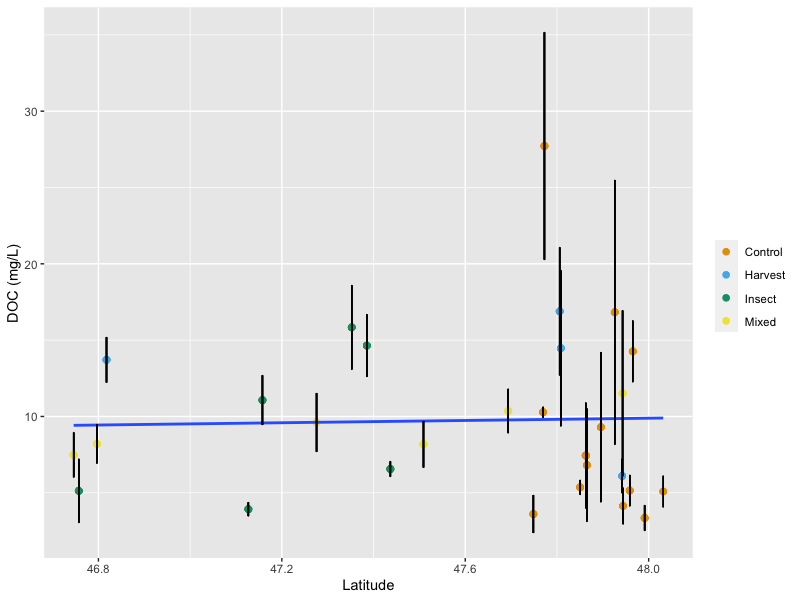 DOC (mg/L)
30
20
10
46.8
47.2
47.6
48.0
Latitude
Control
Harvest
Insect
Mixed